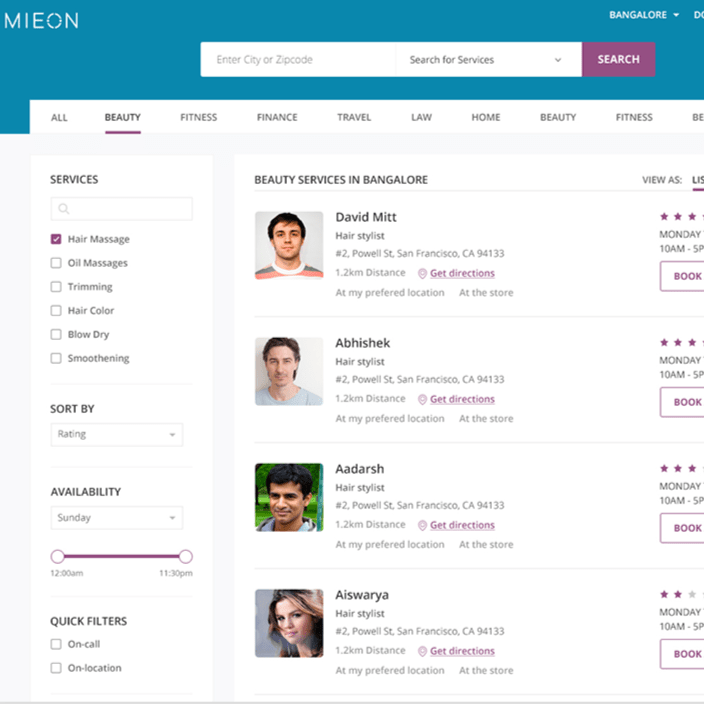 MIEON
BANGALORE
Enter City or Zipcode
Search for Services
SEARCH
ALL BEAUTY FITNESS FINANCE TRAVEL LAW HOME BEAUTY FITNESS BE
SERVICES
Hair Massage
Oil Massages
Trimming
Hair Color
Blow Dry
Smoothening
SORT BY
Rating
AVAILABILITY
Sunday
12:00am 11:30pm
QUICK FILTERS
On-call
On-location
BEAUTY SERVICES IN BANGALORE
VIEW AS: LIS
David Mitt
Hair stylist
#2, Powell St, San Francisco, CA 94133
1.2km Distance Get directions
At my prefered location At the store
MONDAY
10AM - 5P
BOOK
Abhishek
Hair stylist
#2, Powell St, San Francisco, CA 94133
1.2km Distance Get directions
At my prefered location At the store
MONDAY
10AM - 5P
BOOK
Aadarsh
Hair stylist
#2, Powell St, San Francisco, CA 94133
1.2km Distance Get directions
At my prefered location At the store
MONDAY
10AM - 5P
BOOK
Aiswarya
Hair stylist
#2, Powell St, San Francisco, CA 94133
1.2km Distance Get directions
At my prefered location At the store
MONDAY
10AM - 5P
BOOK